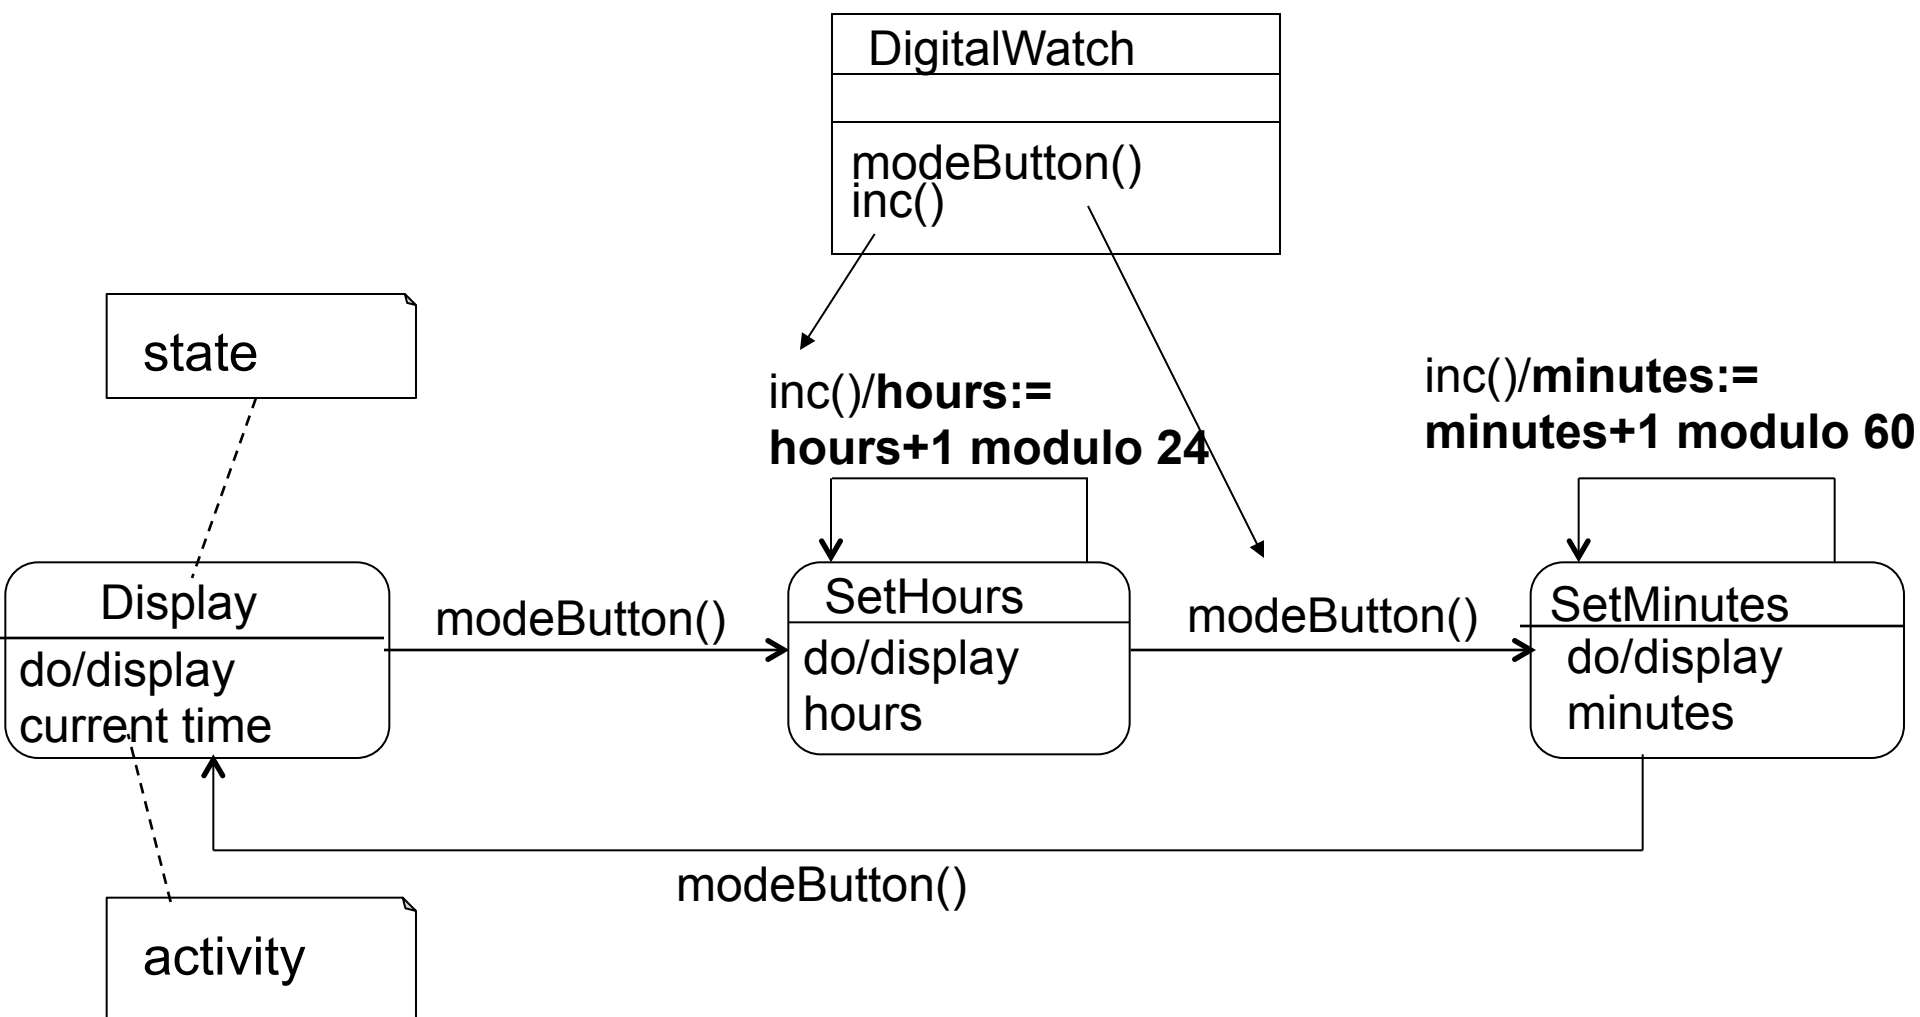 DigitalWatch
modeButton()
inc()
state
inc()/hours:=
hours+1 modulo 24
inc()/minutes:=
minutes+1 modulo 60
Display
do/display
current time
modeButton()
SetHours
do/display
hours
modeButton()
SetMinutes
do/display
minutes
modeButton()
activity